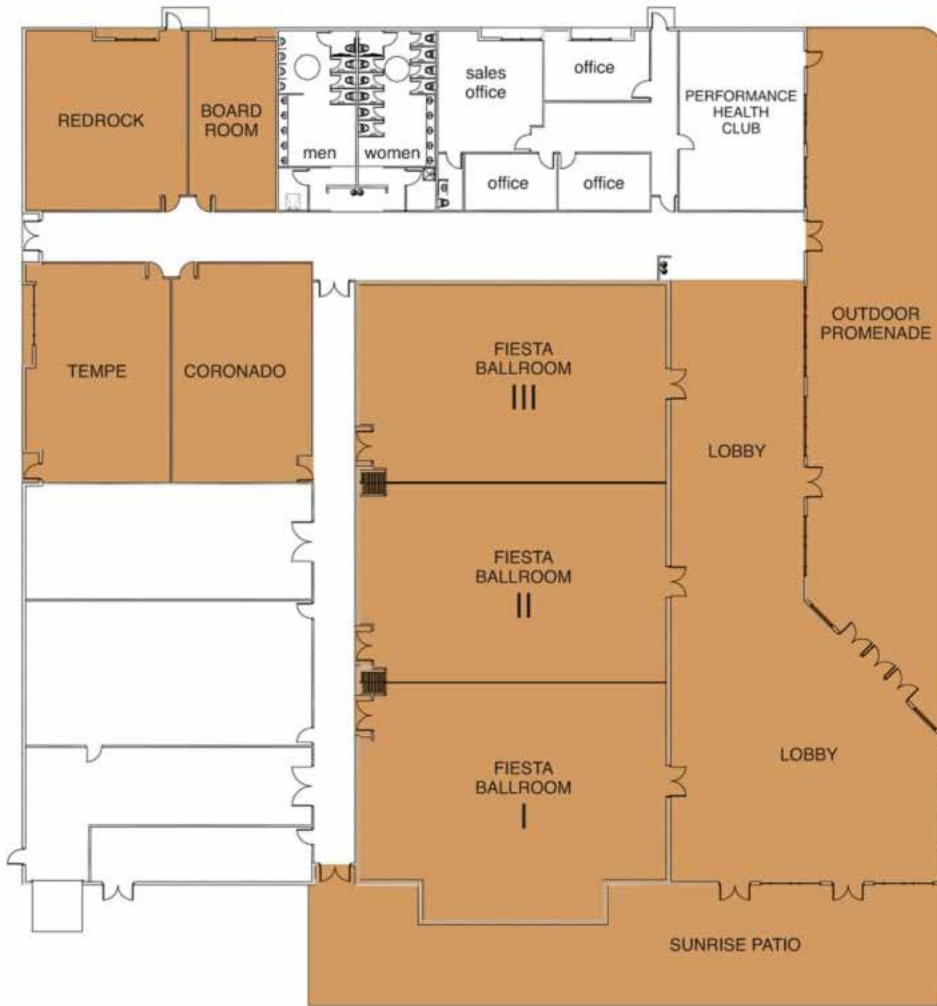 REDROCK
BOARD
ROOM
men
women
sales
office
office
office
office
PERFORMANCE
HEALTH
CLUB
OUTDOOR
PROMENADE
TEMPE
CORONADO
FIESTA
BALLROOM
III
LOBBY
FIESTA
BALLROOM
II
FIESTA
BALLROOM
I
LOBBY
SUNRISE PATIO